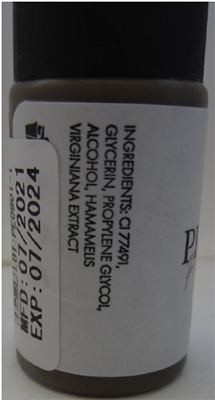 INGREDIENTS: CI 77491,
GLYCERIN, PROPYLENE GLYCOL,
ALCOHOL, HAMAMELIS
VIRGINIANA EXTRACT
MFD: 07/2021
EXP: 07/2024